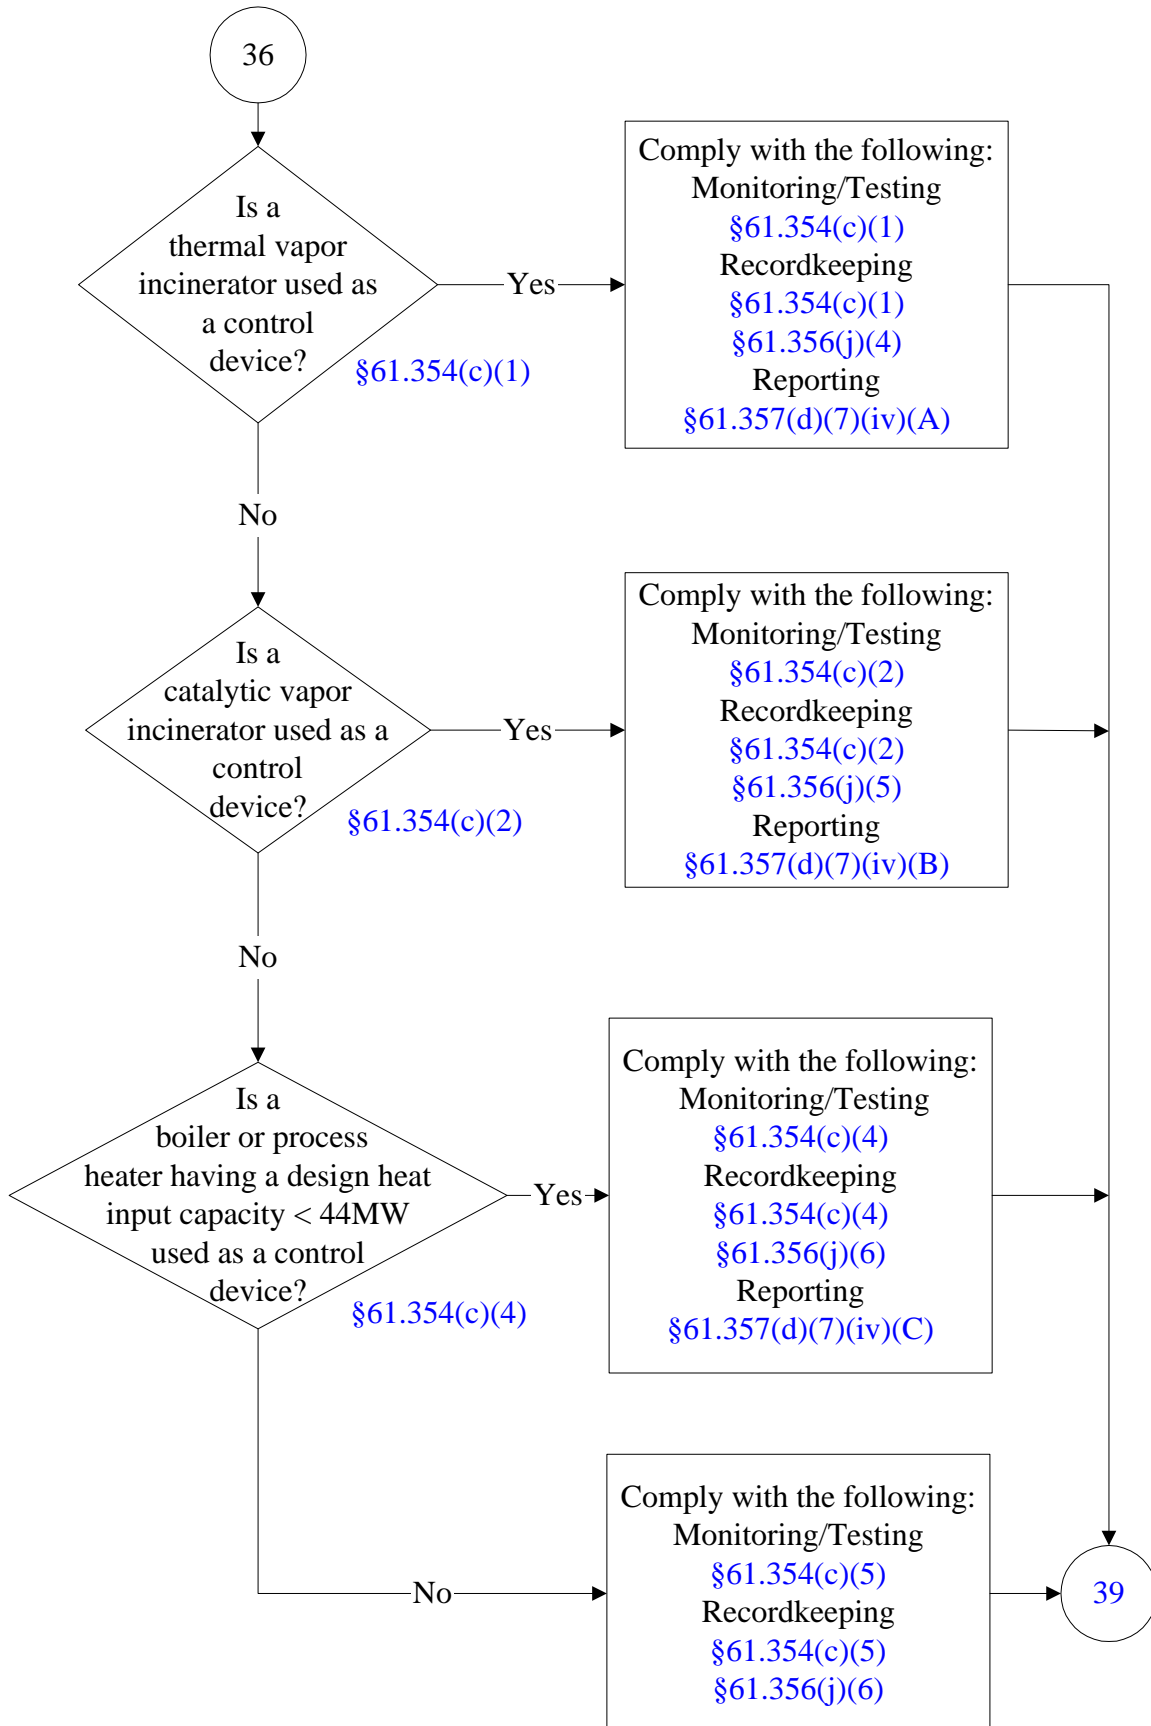 36
Is a
thermal vapor
incinerator used as
a control
device?
§61.354(c)(1)
Yes
Comply with the following:
Monitoring/Testing
§61.354(c)(1)
Recordkeeping
§61.354(c)(1)
§61.356(j)(4)
Reporting
§61.357(d)(7)(iv)(A)
No
Is a
catalytic vapor
incinerator used as a
control
device?
§61.354(c)(2)
Yes
Comply with the following:
Monitoring/Testing
§61.354(c)(2)
Recordkeeping
§61.354(c)(2)
§61.356(j)(5)
Reporting
§61.357(d)(7)(iv)(B)
No
Is a
boiler or process
heater having a design heat
input capacity < 44MW
used as a control
device?
§61.354(c)(4)
Yes
Comply with the following:
Monitoring/Testing
§61.354(c)(4)
Recordkeeping
§61.354(c)(4)
§61.356(j)(6)
Reporting
§61.357(d)(7)(iv)(C)
No
Comply with the following:
Monitoring/Testing
§61.354(c)(5)
Recordkeeping
§61.354(c)(5)
§61.356(j)(6)
39